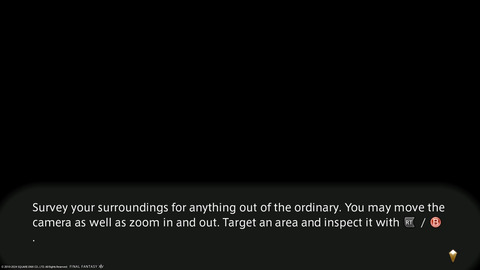 Survey your surroundings for anything out of the ordinary. You may move the
camera as well as zoom in and out. Target an area and inspect it with RT / B
.
© 2010-2024 SQUARE ENIX CO., LTD. All Rights Reserved. FINAL FANTASY XIV